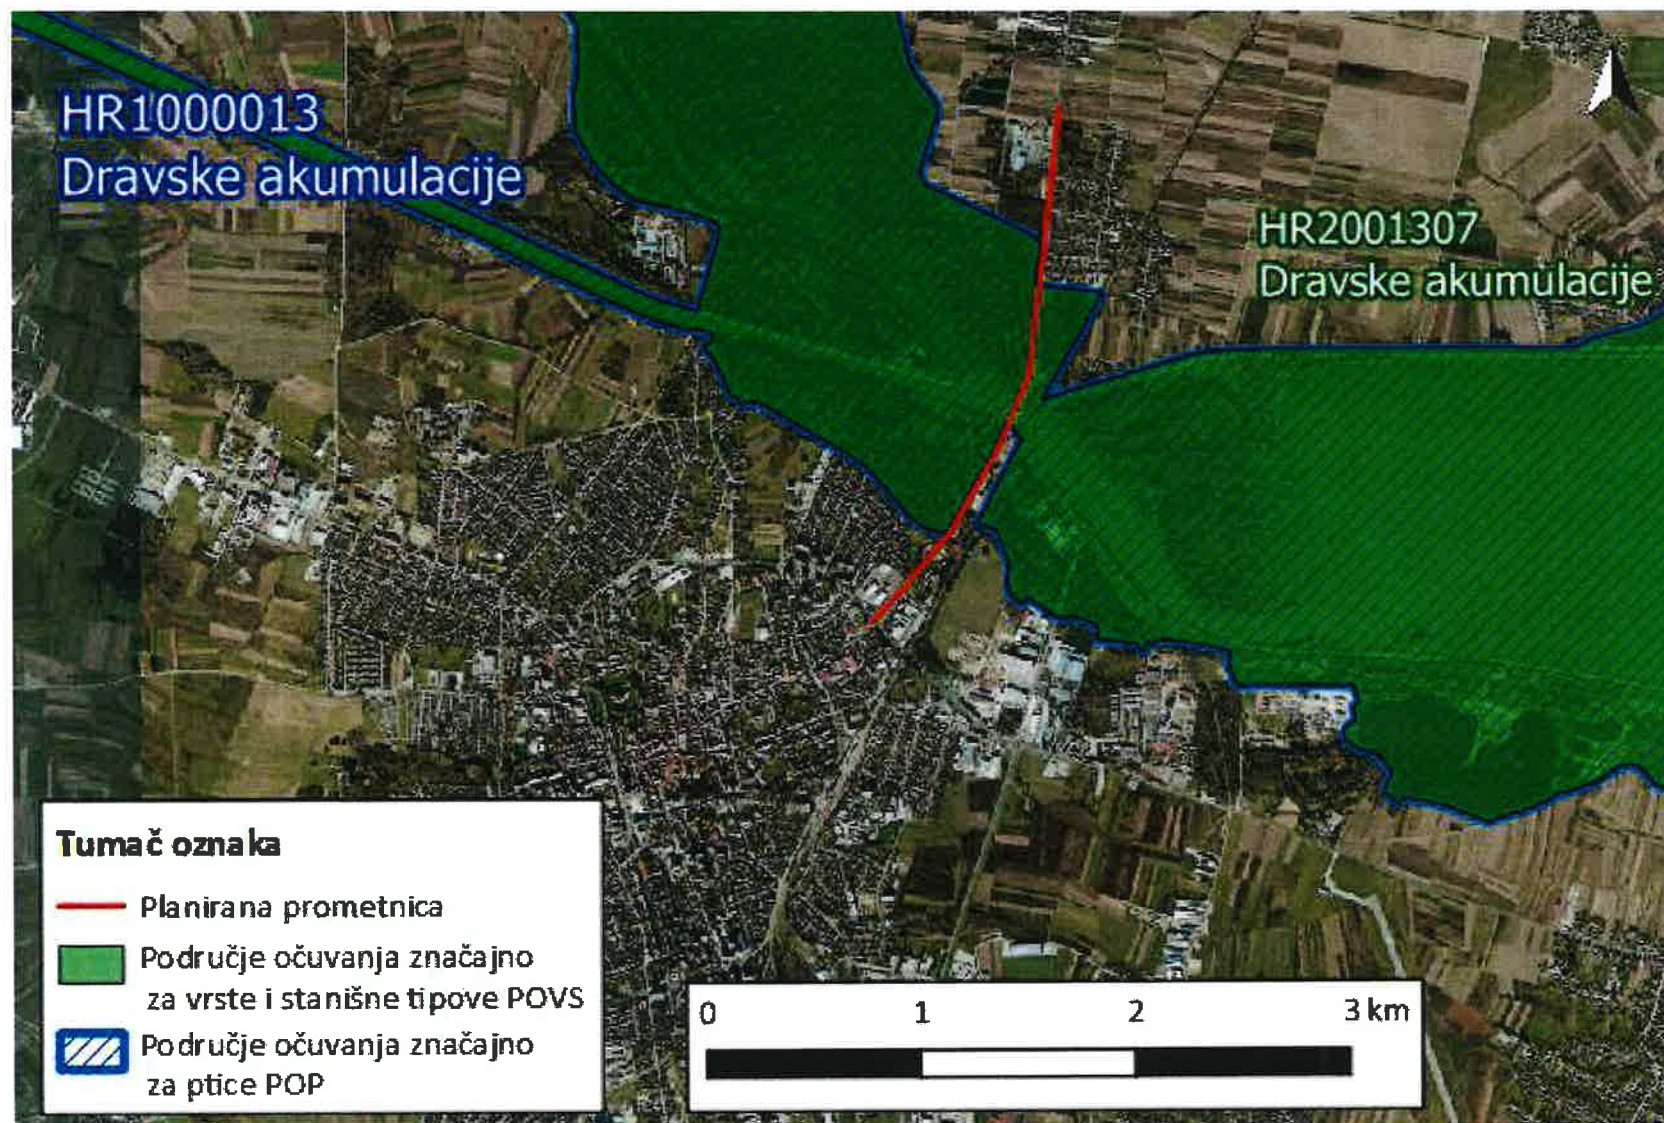 HR1000013
Dravske akumulacije
HR2001307
Dravske akumulacije
Tumač oznaka
Planirana prometnica
Područje očuvanja značajno
za vrste i stanišne tipove POVS
Područje očuvanja značajno
za ptice POP
0 1 2 3 km